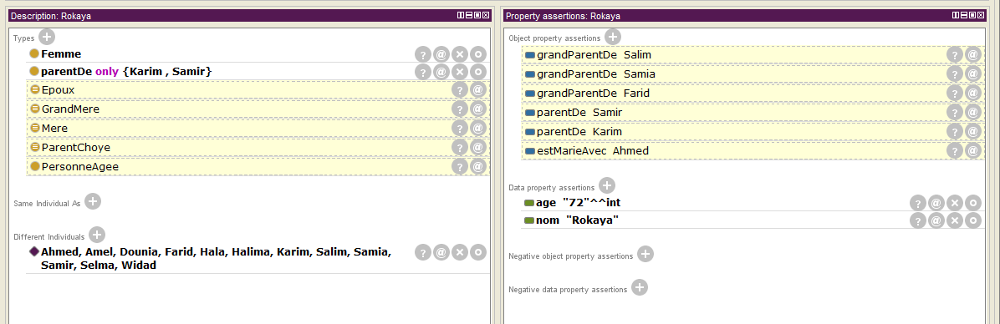 Description: Rokaya
Types
Femme
parentDe only {Karim , Samir}
Epoux
GrandMere
Mere
ParentChoye
PersonneAgee
Same Individual As
Different Individuals
Ahmed, Amel, Dounia, Farid, Hala, Halima, Karim, Salim, Samia,
Samir, Selma, Widad
Property assertions: Rokaya
Object property assertions
grandParentDe Salim
grandParentDe Samia
grandParentDe Farid
parentDe Samir
parentDe Karim
estMarieAvec Ahmed
Data property assertions
age "72"^^int
nom "Rokaya"
Negative object property assertions
Negative data property assertions